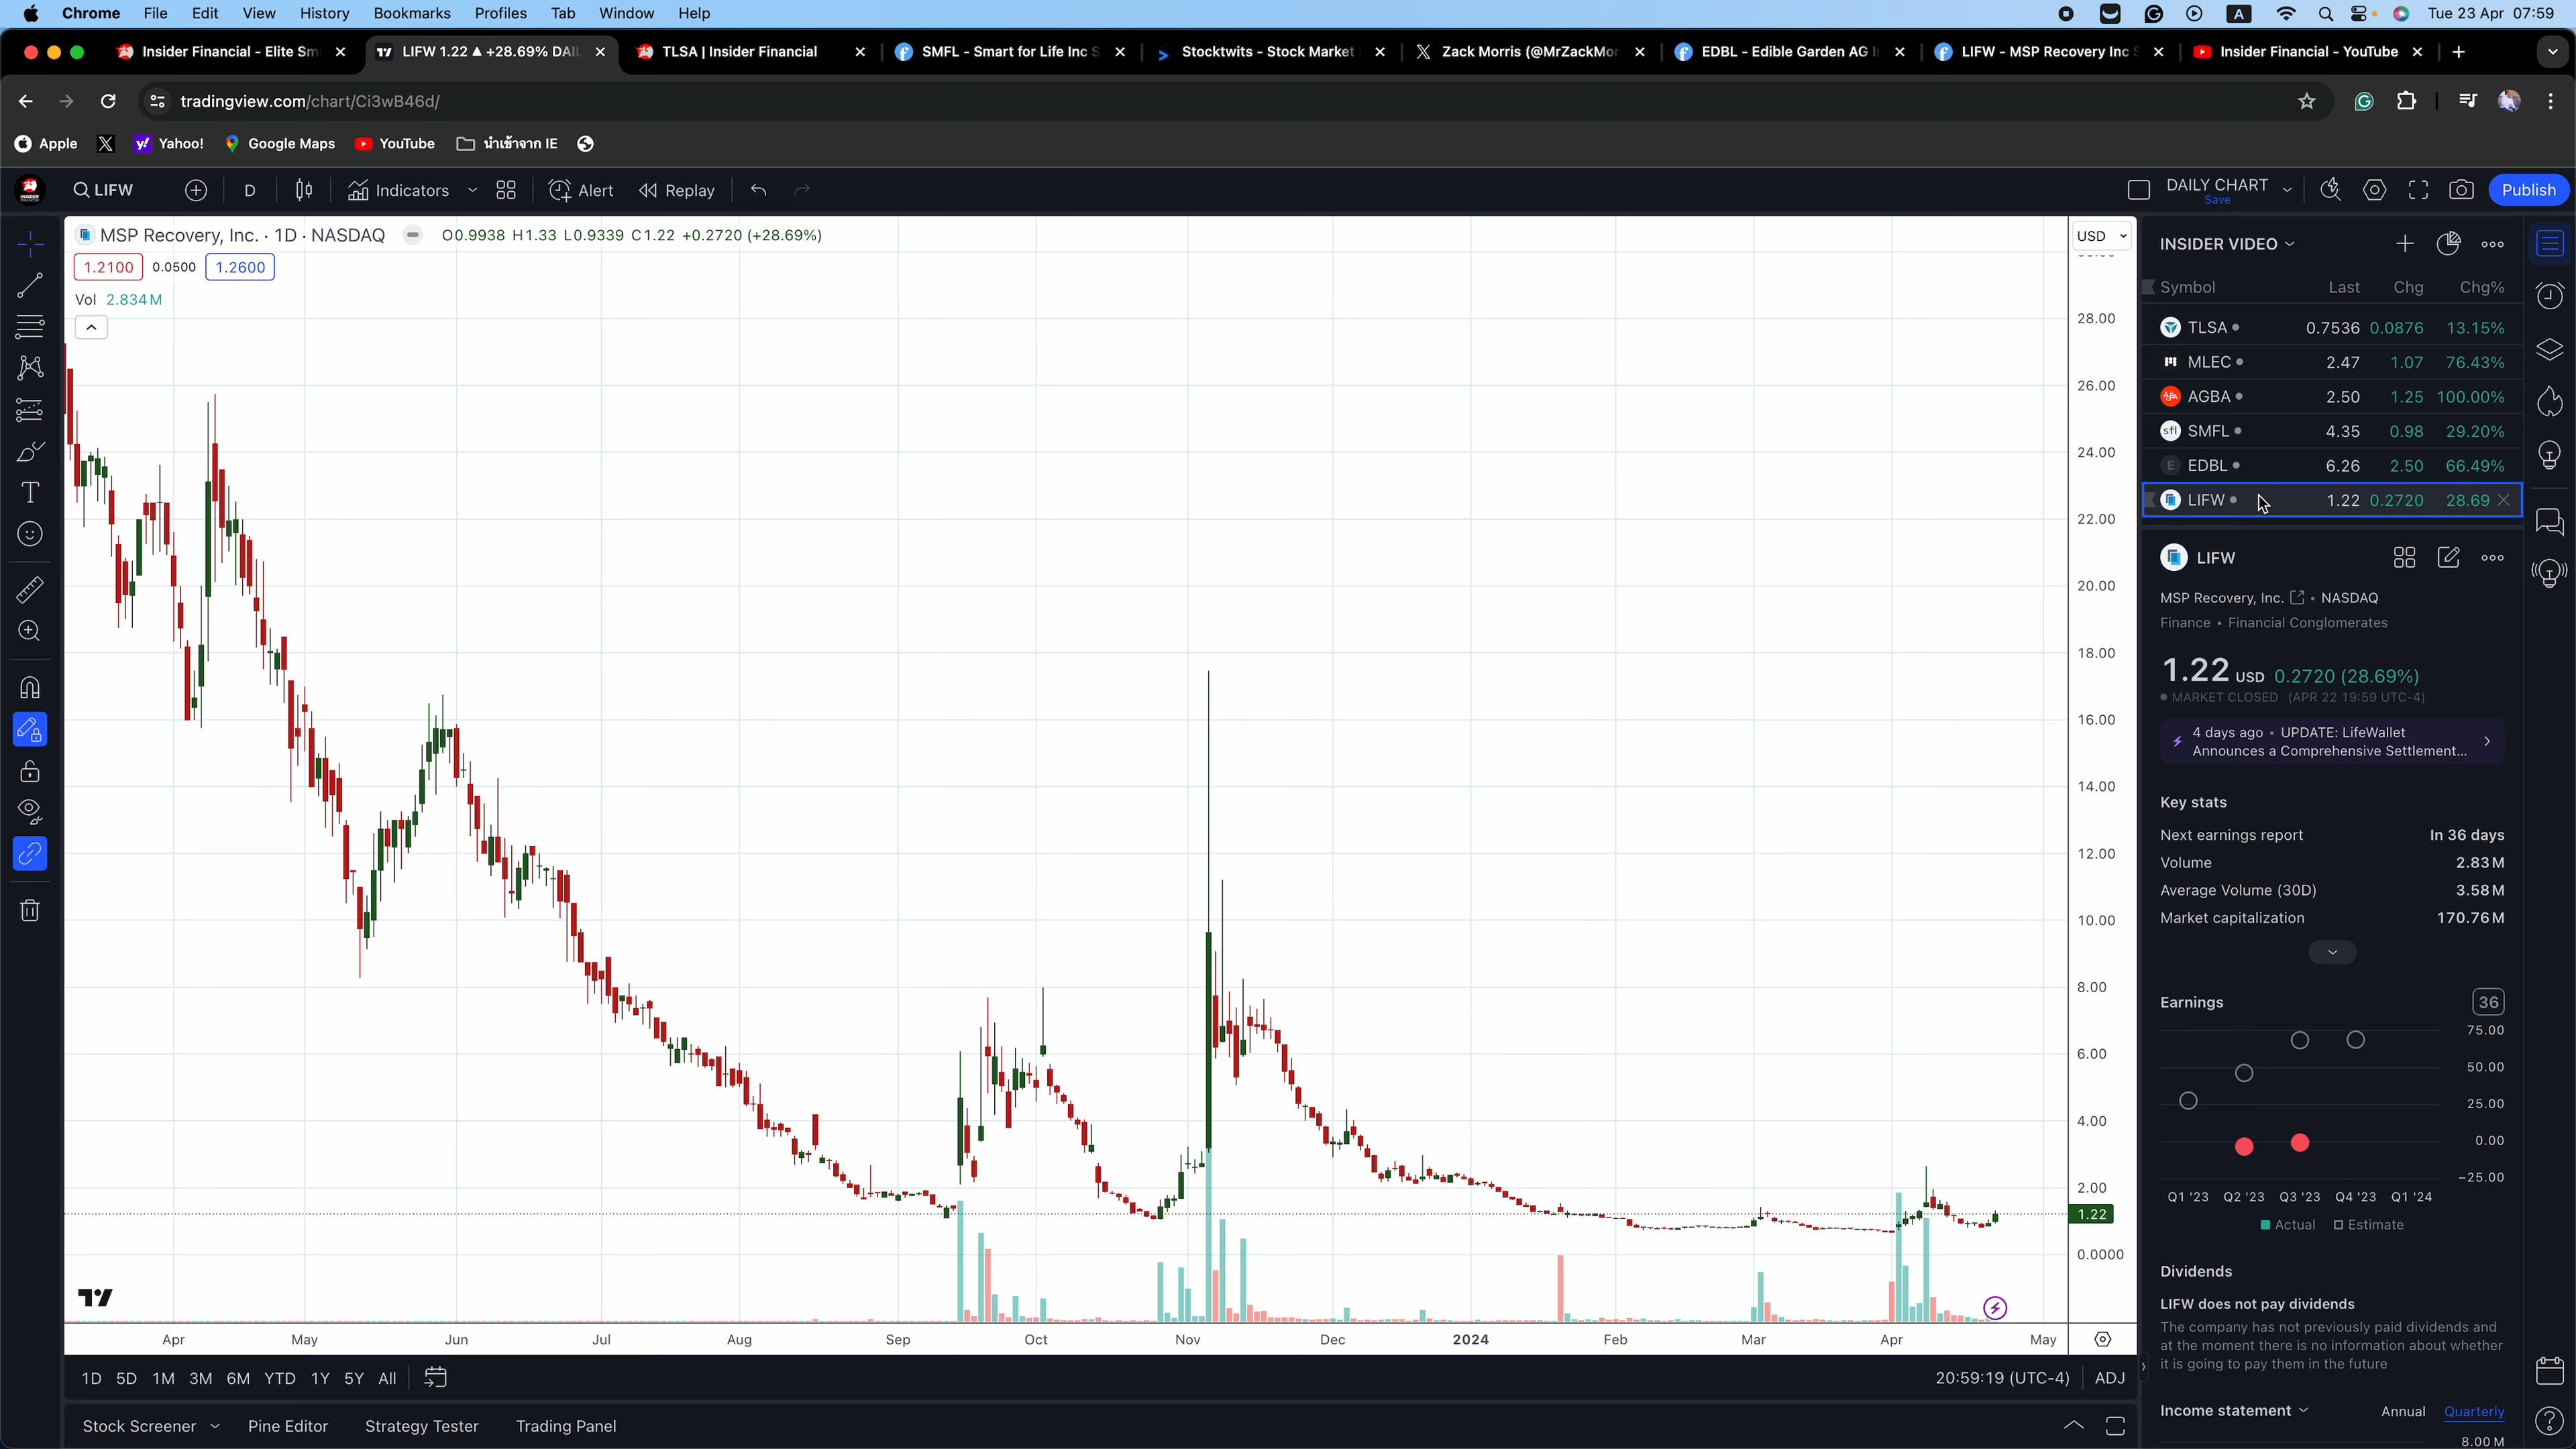 Chrome File Edit View History Bookmarks Profiles Tab Window Help A Tue 23 Apr 07:59
Insider Financial - Elite Sm LIFW 1.22 ▲ +28.69% DAIL TLSA | Insider Financial SMFL - Smart for Life Inc S Stocktwits - Stock Market Zack Morris (@MrZackMor EDBL - Edible Garden AG I LIFW - MSP Recovery Inc S Insider Financial - YouTube
tradingview.com/chart/Ci3wB46d/
Apple Yahoo! Google Maps YouTube นำเข้าจาก IE
LIFW D Indicators Alert Replay DAILY CHART Save Publish
MSP Recovery, Inc. · 1D · NASDAQ O0.9938 H1.33 L0.9339 C1.22 +0.2720 (+28.69%)
1.2100 0.0500 1.2600
Vol 2.834M
USD
28.00
26.00
24.00
22.00
20.00
18.00
16.00
14.00
12.00
10.00
8.00
6.00
4.00
2.00
1.22
0.0000
Apr May Jun Jul Aug Sep Oct Nov Dec 2024 Feb Mar Apr May
1D 5D 1M 3M 6M YTD 1Y 5Y All 20:59:19 (UTC-4) ADJ
Stock Screener Pine Editor Strategy Tester Trading Panel
INSIDER VIDEO
Symbol Last Chg Chg%
TLSA 0.7536 0.0876 13.15%
MLEC 2.47 1.07 76.43%
AGBA 2.50 1.25 100.00%
sfl SMFL 4.35 0.98 29.20%
E EDBL 6.26 2.50 66.49%
LIFW 1.22 0.2720 28.69
LIFW
MSP Recovery, Inc. • NASDAQ
Finance • Financial Conglomerates
1.22 USD 0.2720 (28.69%)
MARKET CLOSED (APR 22 19:59 UTC-4)
4 days ago • UPDATE: LifeWallet
Announces a Comprehensive Settlement...
Key stats
Next earnings report In 36 days
Volume 2.83M
Average Volume (30D) 3.58M
Market capitalization 170.76M
Earnings 36
75.00
50.00
25.00
0.00
−25.00
Q1 '23 Q2 '23 Q3 '23 Q4 '23 Q1 '24
Actual Estimate
Dividends
LIFW does not pay dividends
The company has not previously paid dividends and
at the moment there is no information about whether
it is going to pay them in the future
Income statement Annual Quarterly
8.00M